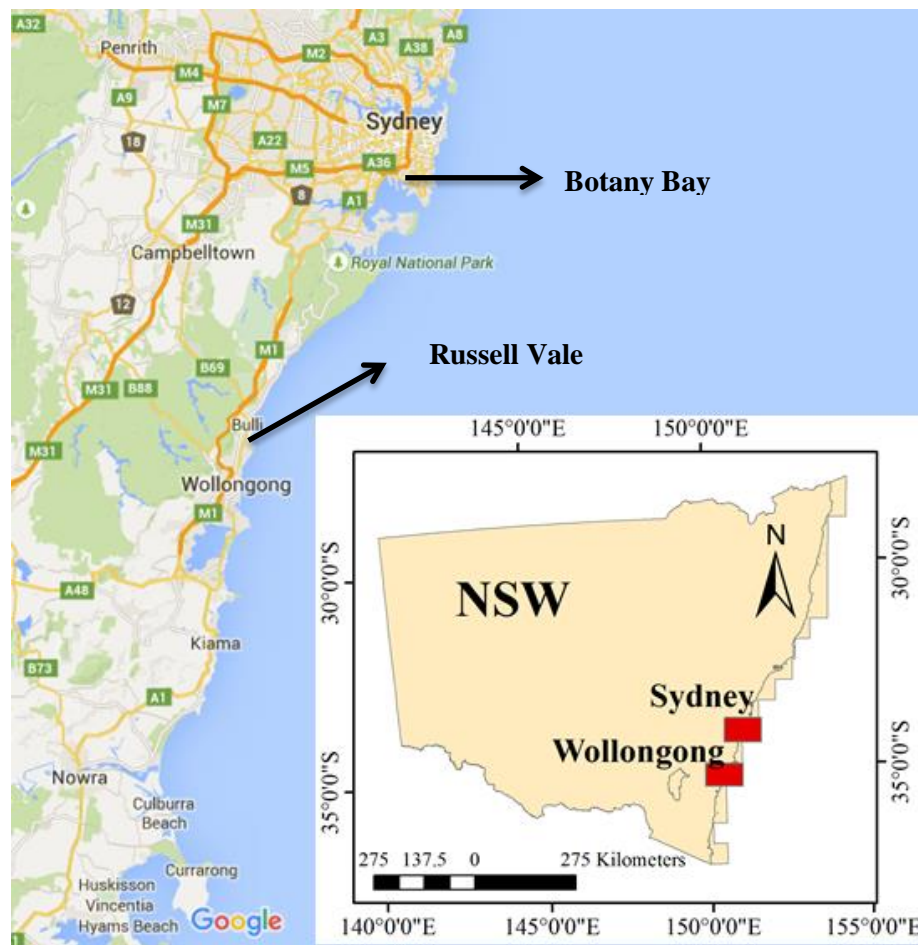 A32
A3
A8
Penrith
M2
A38
M4
A9
M7
Sydney
18
A22
M5
A36
8
A1
Botany Bay
M31
Campbelltown
Royal National Park
12
M1
Russell Vale
B69
M31
B88
Bulli
M31
Wollongong
M1
A48
Kiama
B73
A1
Nowra
Culburra
Beach
Currarong
Huskisson
Vincentia
Hyams Beach
Google
145°0'0"E
150°0'0"E
N
30°0'0"S
30°0'0"S
NSW
Sydney
Wollongong
35°0'0"S
35°0'0"S
275 137.5 0 275 Kilometers
140°0'0"E
145°0'0"E
150°0'0"E
155°0'0"E